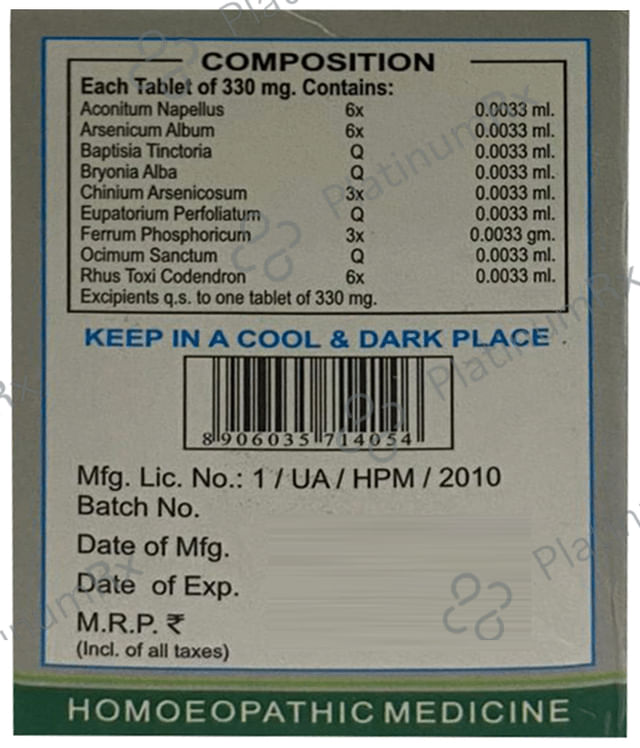 COMPOSITION
Each Tablet of 330 mg. Contains:
Aconitum Napellus 6x 0.0033 ml.
Arsenicum Album 6x 0.0033 ml.
Baptisia Tinctoria Q 0.0033 ml.
Bryonia Alba Q 0.0033 ml.
Chinium Arsenicosum 3x 0.0033 ml.
Eupatorium Perfoliatum Q 0.0033 ml.
Ferrum Phosphoricum 3x 0.0033 gm.
Ocimum Sanctum Q 0.0033 ml.
Rhus Toxi Codendron 6x 0.0033 ml.
Excipients q.s. to one tablet of 330 mg.
KEEP IN A COOL & DARK PLACE
8 906035 714054
Mfg. Lic. No.: 1 / UA / HPM / 2010
Batch No.
Date of Mfg.
Date of Exp.
M.R.P. ₹
(Incl. of all taxes)
HOMOEOPATHIC MEDICINE
PlatinumRx
PlatinumRx